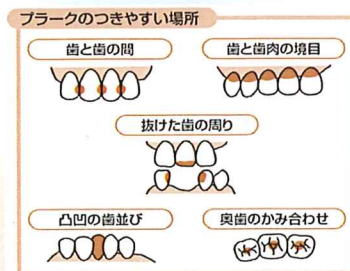 プラークのつきやすい場所
歯と歯の間
歯と歯肉の境目
抜けた歯の周り
凸凹の歯並び
奥歯のかみ合わせ